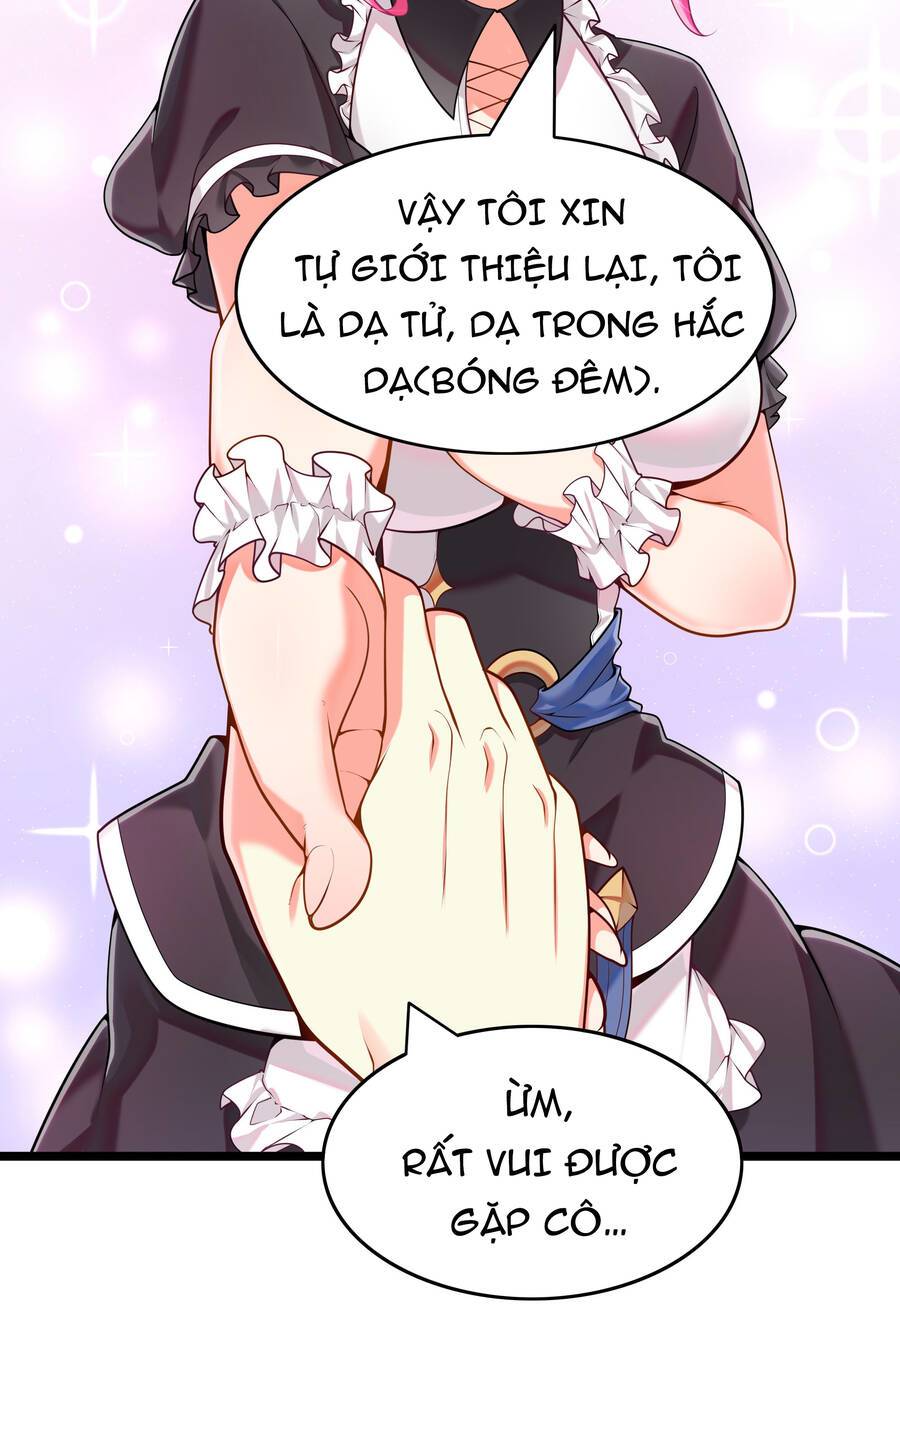 VẬY TÔI XIN
TỰ GIỚI THIỆU LẠI, TÔI
LÀ DẠ TỬ, DẠ TRONG HẮC
DẠ(BÓNG ĐÊM).
ỪM,
RẤT VUI ĐƯỢC
GẶP CÔ...